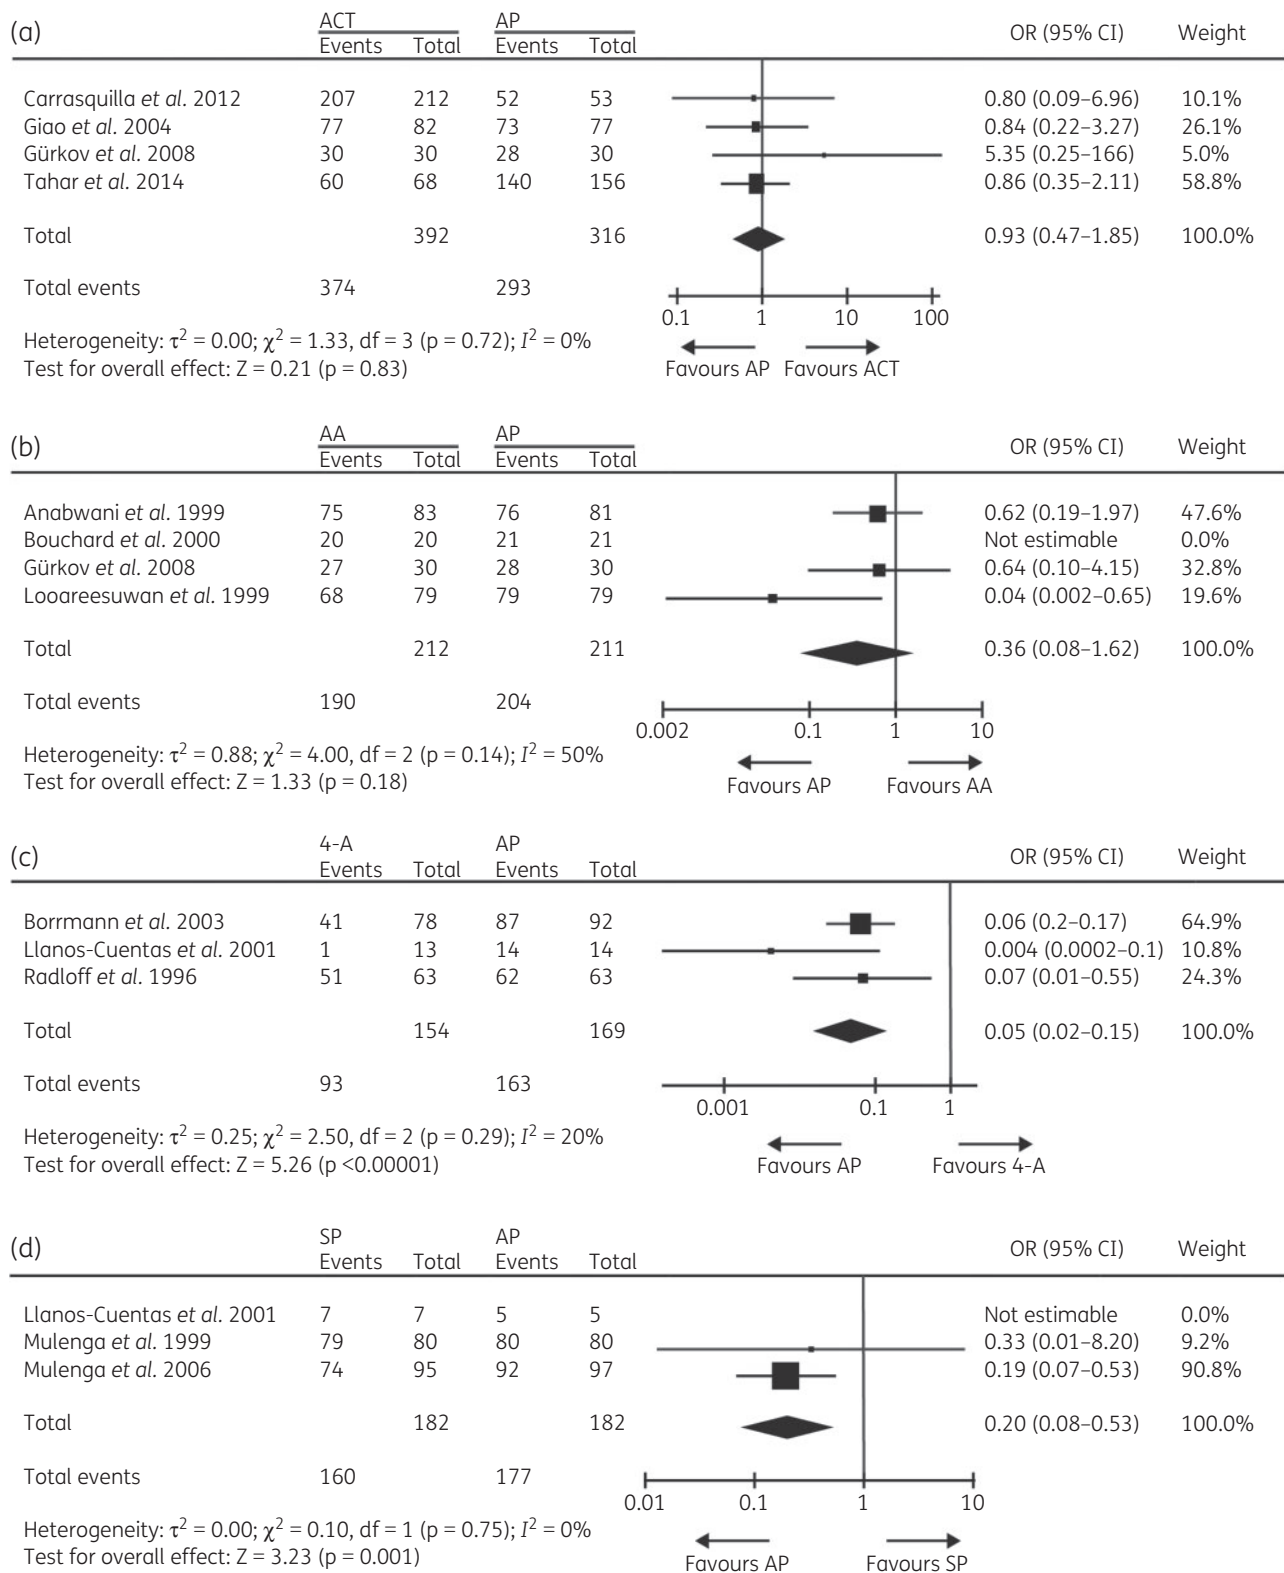 (a)
ACT AP
Events Total Events Total OR (95% CI) Weight
Carrasquilla et al. 2012 207 212 52 53 0.80 (0.09–6.96) 10.1%
Giao et al. 2004 77 82 73 77 0.84 (0.22–3.27) 26.1%
Gürkov et al. 2008 30 30 28 30 5.35 (0.25–166) 5.0%
Tahar et al. 2014 60 68 140 156 0.86 (0.35–2.11) 58.8%
Total 392 316 0.93 (0.47–1.85) 100.0%
Total events 374 293
0.1 1 10 100
Heterogeneity: τ² = 0.00; χ² = 1.33, df = 3 (p = 0.72); I² = 0%
Test for overall effect: Z = 0.21 (p = 0.83)
Favours AP Favours ACT
(b)
AA AP
Events Total Events Total OR (95% CI) Weight
Anabwani et al. 1999 75 83 76 81 0.62 (0.19–1.97) 47.6%
Bouchard et al. 2000 20 20 21 21 Not estimable 0.0%
Gürkov et al. 2008 27 30 28 30 0.64 (0.10–4.15) 32.8%
Looareesuwan et al. 1999 68 79 79 79 0.04 (0.002–0.65) 19.6%
Total 212 211 0.36 (0.08–1.62) 100.0%
Total events 190 204
0.002 0.1 1 10
Heterogeneity: τ² = 0.88; χ² = 4.00, df = 2 (p = 0.14); I² = 50%
Test for overall effect: Z = 1.33 (p = 0.18)
Favours AP Favours AA
(c)
4-A AP
Events Total Events Total OR (95% CI) Weight
Borrmann et al. 2003 41 78 87 92 0.06 (0.2–0.17) 64.9%
Llanos-Cuentas et al. 2001 1 13 14 14 0.004 (0.0002–0.1) 10.8%
Radloff et al. 1996 51 63 62 63 0.07 (0.01–0.55) 24.3%
Total 154 169 0.05 (0.02–0.15) 100.0%
Total events 93 163
0.001 0.1 1
Heterogeneity: τ² = 0.25; χ² = 2.50, df = 2 (p = 0.29); I² = 20%
Test for overall effect: Z = 5.26 (p <0.00001)
Favours AP Favours 4-A
(d)
SP AP
Events Total Events Total OR (95% CI) Weight
Llanos-Cuentas et al. 2001 7 7 5 5 Not estimable 0.0%
Mulenga et al. 1999 79 80 80 80 0.33 (0.01–8.20) 9.2%
Mulenga et al. 2006 74 95 92 97 0.19 (0.07–0.53) 90.8%
Total 182 182 0.20 (0.08–0.53) 100.0%
Total events 160 177
0.01 0.1 1 10
Heterogeneity: τ² = 0.00; χ² = 0.10, df = 1 (p = 0.75); I² = 0%
Test for overall effect: Z = 3.23 (p = 0.001)
Favours AP Favours SP